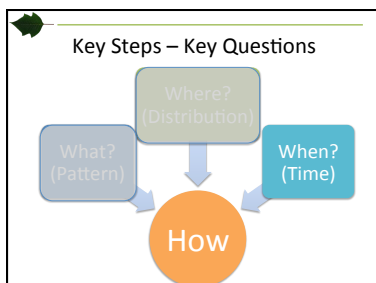 Key Steps – Key Questions
Where?
(Distribution)
What?
(Pattern)
When?
(Time)
How